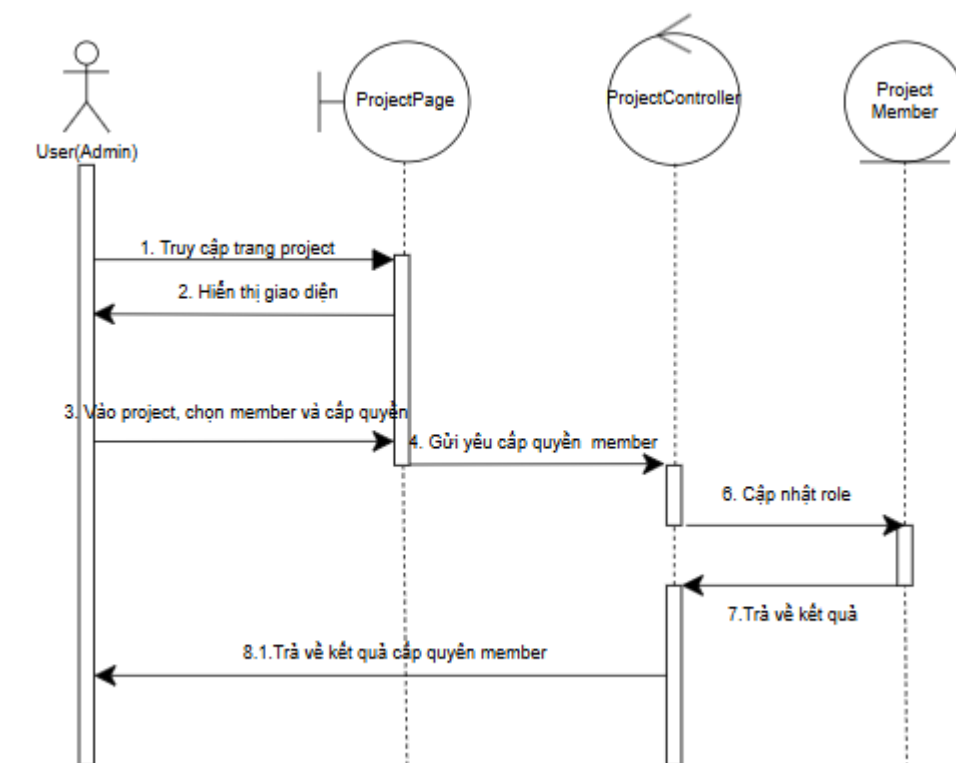 ProjectPage
ProjectController
Project
Member
User(Admin)
1. Truy cập trang project
2. Hiển thị giao diện
3. Vào project, chọn member và cấp quyền
4. Gửi yêu cấp quyền member
6. Cập nhật role
7.Trả về kết quả
8.1.Trả về kết quả cấp quyền member